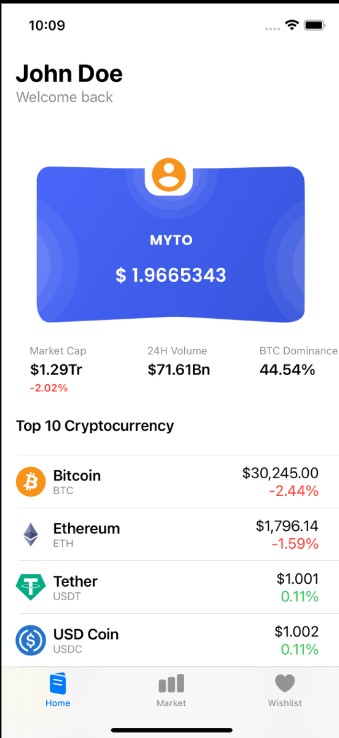 10:09
John Doe
Welcome back
MYTO
$ 1.9665343
Market Cap 24H Volume BTC Dominance
$1.29Tr $71.61Bn 44.54%
-2.02%
Top 10 Cryptocurrency
Bitcoin $30,245.00
BTC -2.44%
Ethereum $1,796.14
ETH -1.59%
Tether $1.001
USDT 0.11%
USD Coin $1.002
USDC 0.11%
Home Market Wishlist